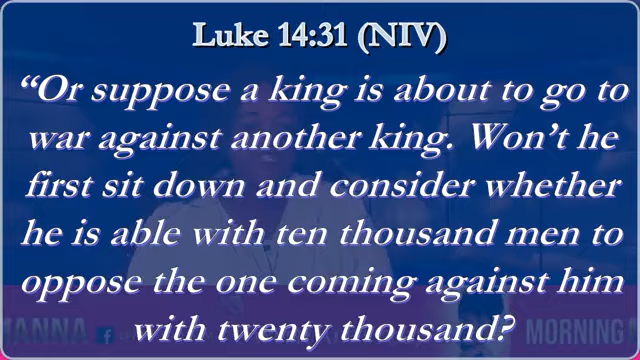 Luke 14:31 (NIV)
“Or suppose a king is about to go to
war against another king. Won’t he
first sit down and consider whether
he is able with ten thousand men to
oppose the one coming against him
with twenty thousand?
MANNA
MORNING